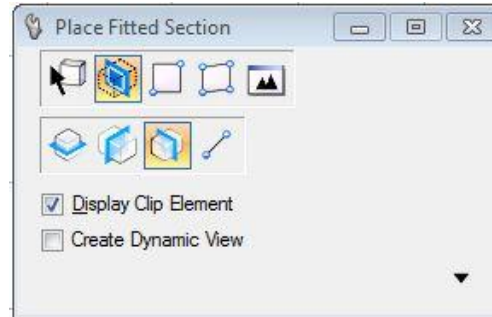 Place Fitted Section
Display Clip Element
Create Dynamic View